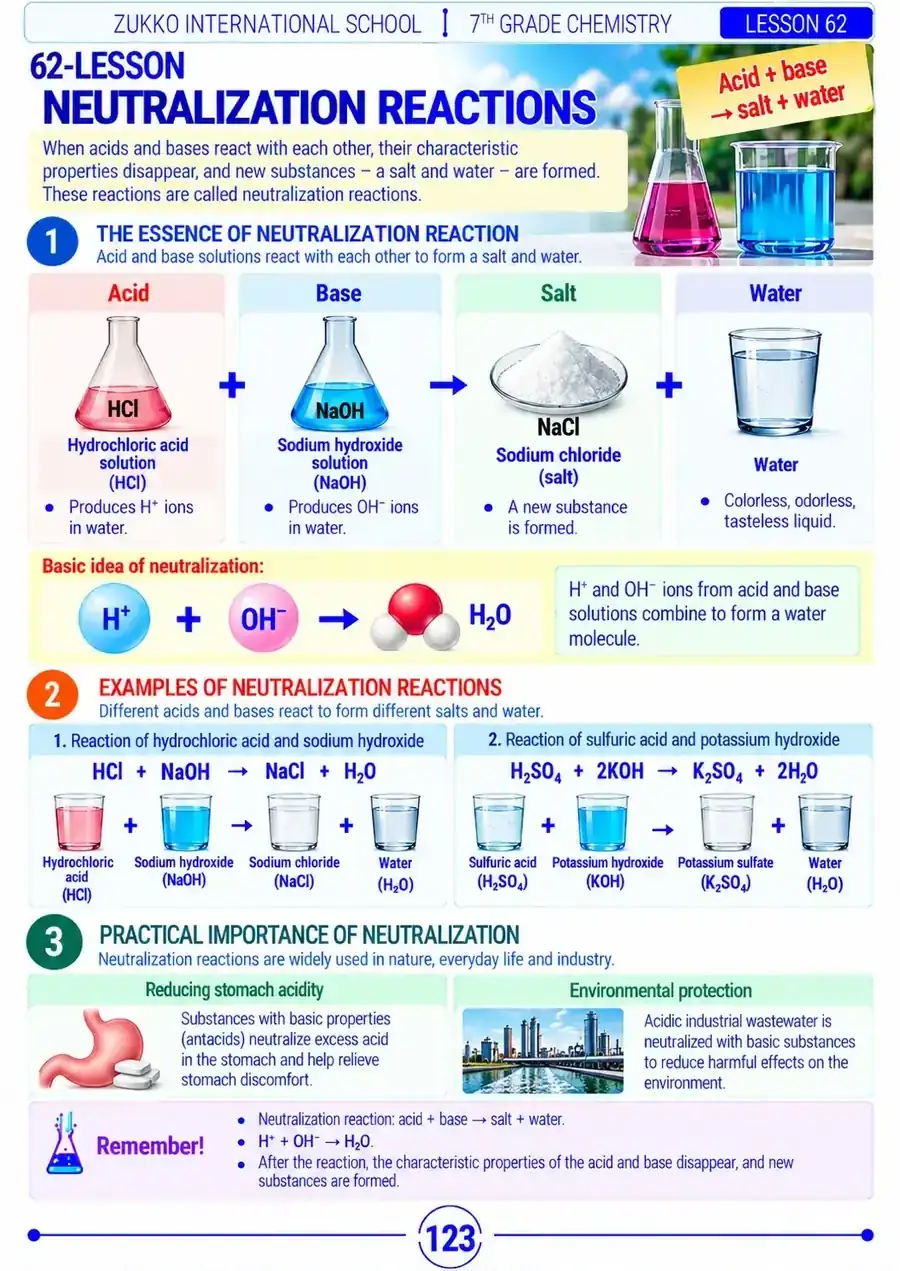 ZUKKO INTERNATIONAL SCHOOL | 7TH GRADE CHEMISTRY
LESSON 62
62-LESSON
NEUTRALIZATION REACTIONS
Acid + base
→ salt + water
When acids and bases react with each other, their characteristic
properties disappear, and new substances – a salt and water – are formed.
These reactions are called neutralization reactions.
1
THE ESSENCE OF NEUTRALIZATION REACTION
Acid and base solutions react with each other to form a salt and water.
Acid
HCl
Hydrochloric acid
solution
(HCl)
• Produces H⁺ ions
in water.
+
Base
NaOH
Sodium hydroxide
solution
(NaOH)
• Produces OH⁻ ions
in water.
→
Salt
NaCl
Sodium chloride
(salt)
• A new substance
is formed.
+
Water
Water
• Colorless, odorless,
tasteless liquid.
Basic idea of neutralization:
H⁺ + OH⁻ → H₂O
H⁺ and OH⁻ ions from acid and base
solutions combine to form a water
molecule.
2
EXAMPLES OF NEUTRALIZATION REACTIONS
Different acids and bases react to form different salts and water.
1. Reaction of hydrochloric acid and sodium hydroxide
HCl + NaOH → NaCl + H₂O
+ → +
Hydrochloric
acid
(HCl)
Sodium hydroxide
(NaOH)
Sodium chloride
(NaCl)
Water
(H₂O)
2. Reaction of sulfuric acid and potassium hydroxide
H₂SO₄ + 2KOH → K₂SO₄ + 2H₂O
+ → +
Sulfuric acid
(H₂SO₄)
Potassium hydroxide
(KOH)
Potassium sulfate
(K₂SO₄)
Water
(H₂O)
3
PRACTICAL IMPORTANCE OF NEUTRALIZATION
Neutralization reactions are widely used in nature, everyday life and industry.
Reducing stomach acidity
Substances with basic properties
(antacids) neutralize excess acid
in the stomach and help relieve
stomach discomfort.
Environmental protection
Acidic industrial wastewater is
neutralized with basic substances
to reduce harmful effects on the
environment.
Remember!
• Neutralization reaction: acid + base → salt + water.
• H⁺ + OH⁻ → H₂O.
• After the reaction, the characteristic properties of the acid and base disappear, and new
substances are formed.
123